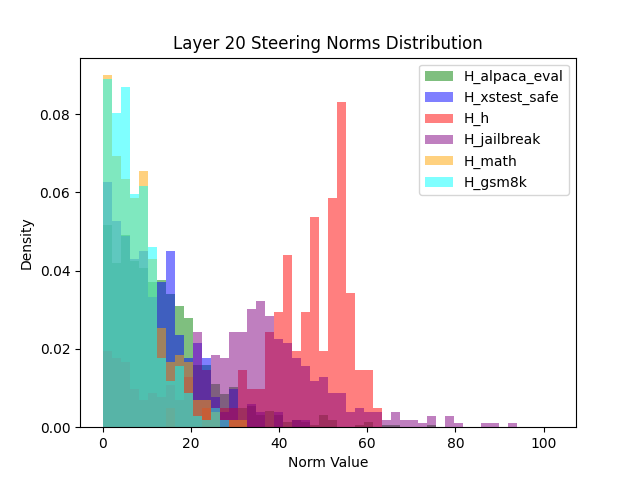 Layer 20 Steering Norms Distribution
H_alpaca_eval
H_xstest_safe
H_h
H_jailbreak
H_math
H_gsm8k
Density
0.08
0.06
0.04
0.02
0.00
0 20 40 60 80 100
Norm Value